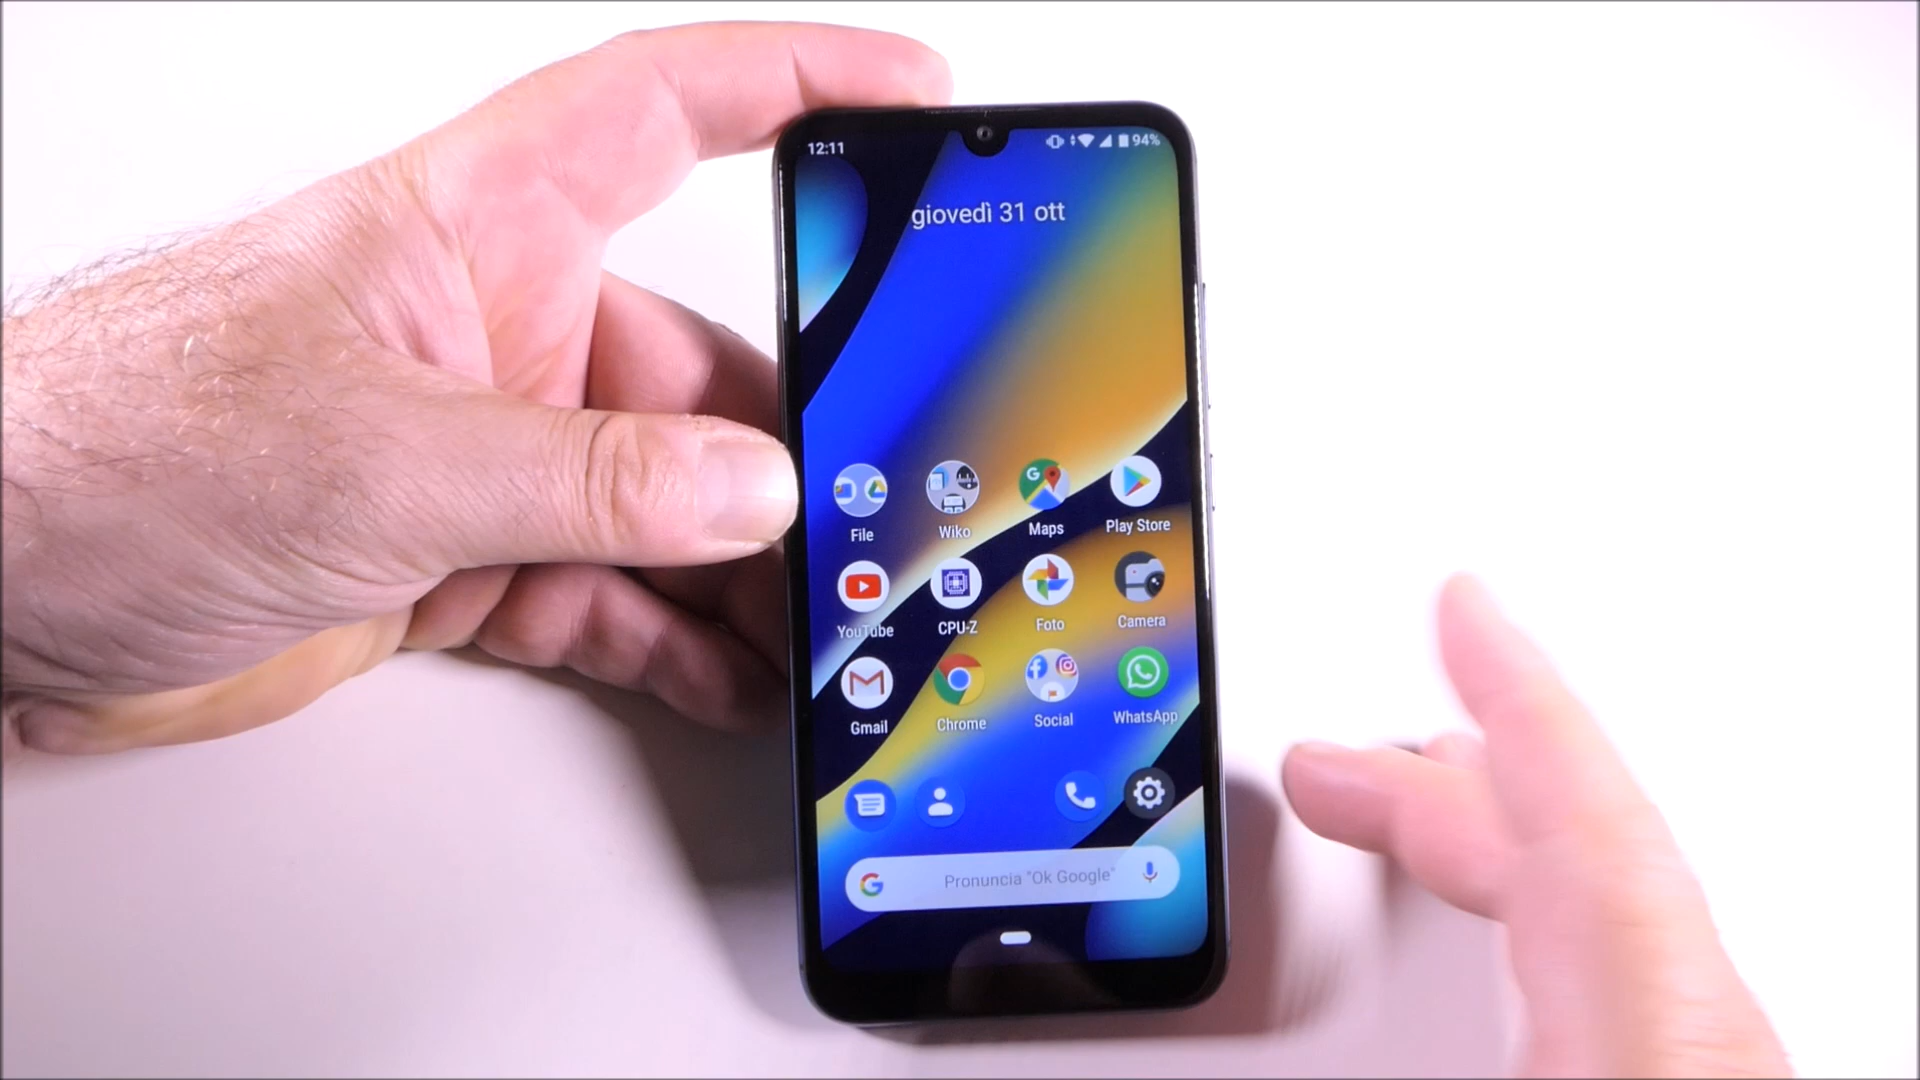 12:11
94%
giovedì 31 ott
File
Wiko
Maps
Play Store
YouTube
CPU-Z
Foto
Camera
Gmail
Chrome
Social
WhatsApp
Pronuncia "Ok Google"